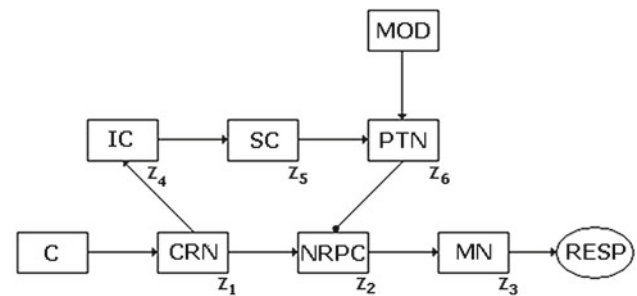 MOD
IC SC PTN
Z4 Z5 Z6
C CRN NRPC MN RESP
Z1 Z2 Z3